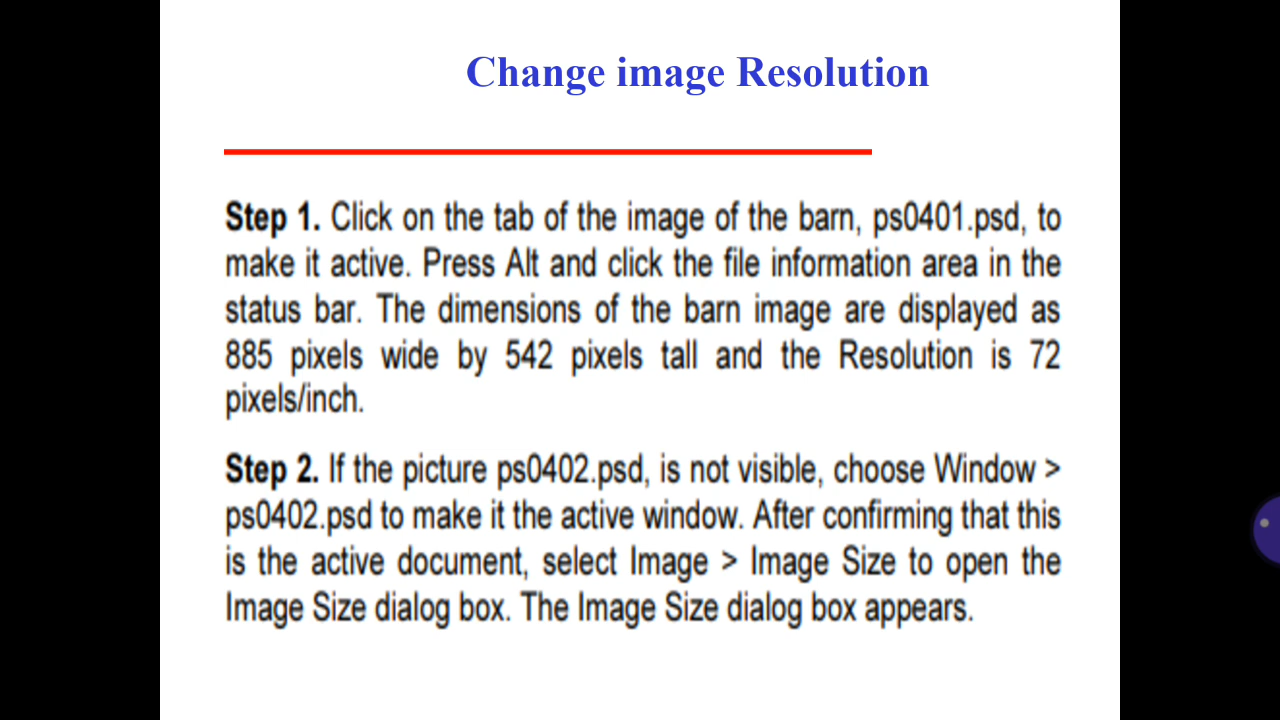 Change image Resolution
Step 1. Click on the tab of the image of the barn, ps0401.psd, to
make it active. Press Alt and click the file information area in the
status bar. The dimensions of the barn image are displayed as
885 pixels wide by 542 pixels tall and the Resolution is 72
pixels/inch.
Step 2. If the picture ps0402.psd, is not visible, choose Window >
ps0402.psd to make it the active window. After confirming that this
is the active document, select Image > Image Size to open the
Image Size dialog box. The Image Size dialog box appears.